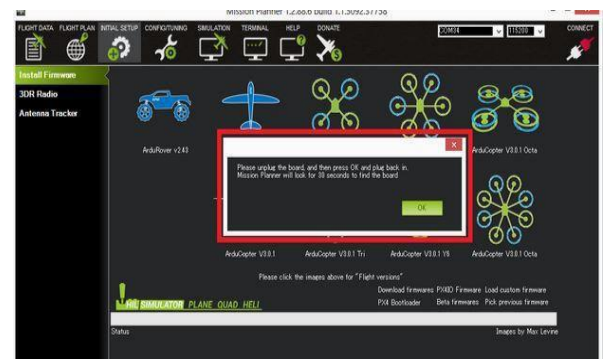 Mission Planner 1.2.88.6 build 1.1.5092.37758
FLIGHT DATA FLIGHT PLAN INITIAL SETUP CONFIG/TUNING SIMULATION TERMINAL HELP DONATE
COM34 115200 CONNECT
Install Firmware
3DR Radio
Antenna Tracker
ArduRover v2.43
ArduCopter V3.0.1 Octa
Please unplug the board, and then press OK and plug back in.
Mission Planner will look for 30 seconds to find the board
OK
ArduCopter V3.0.1 ArduCopter V3.0.1 Tri ArduCopter V3.0.1 Y6 ArduCopter V3.0.1 Octa
Please click the images above for "Flight versions"
Download firmwares PX4IO Firmware Load custom firmware
HIL SIMULATOR PLANE QUAD HELI
PX4 Bootloader Beta firmwares Pick previous firmware
Status Images by Max Levine